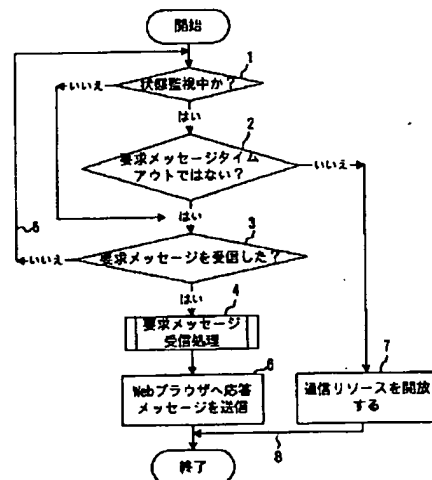 開始
1
状態監視中か?
いいえ
はい
2
要求メッセージタイム
アウトではない?
いいえ
はい
3
要求メッセージを受信した?
5
いいえ
はい
4
要求メッセージ
受信処理
6
Webブラウザへ応答
メッセージを送信
7
通信リソースを開放
する
8
終了